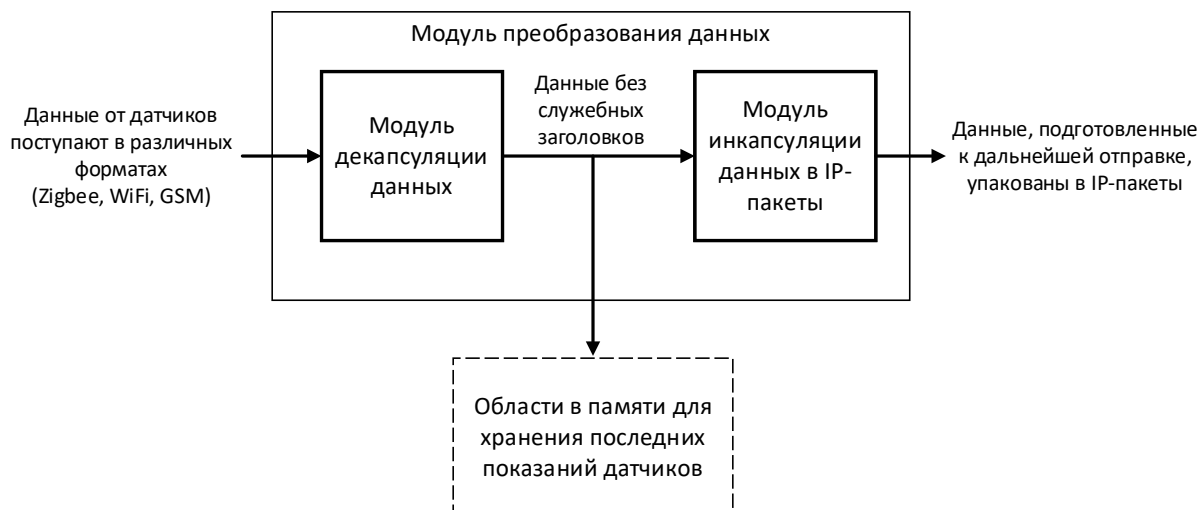 Модуль преобразования данных
Данные от датчиков
поступают в различных
форматах
(Zigbee, WiFi, GSM)
Модуль
декапсуляции
данных
Данные без
служебных
заголовков
Модуль
инкапсуляции
данных в IP-
пакеты
Данные, подготовленные
к дальнейшей отправке,
упакованы в IP-пакеты
Области в памяти для
хранения последних
показаний датчиков